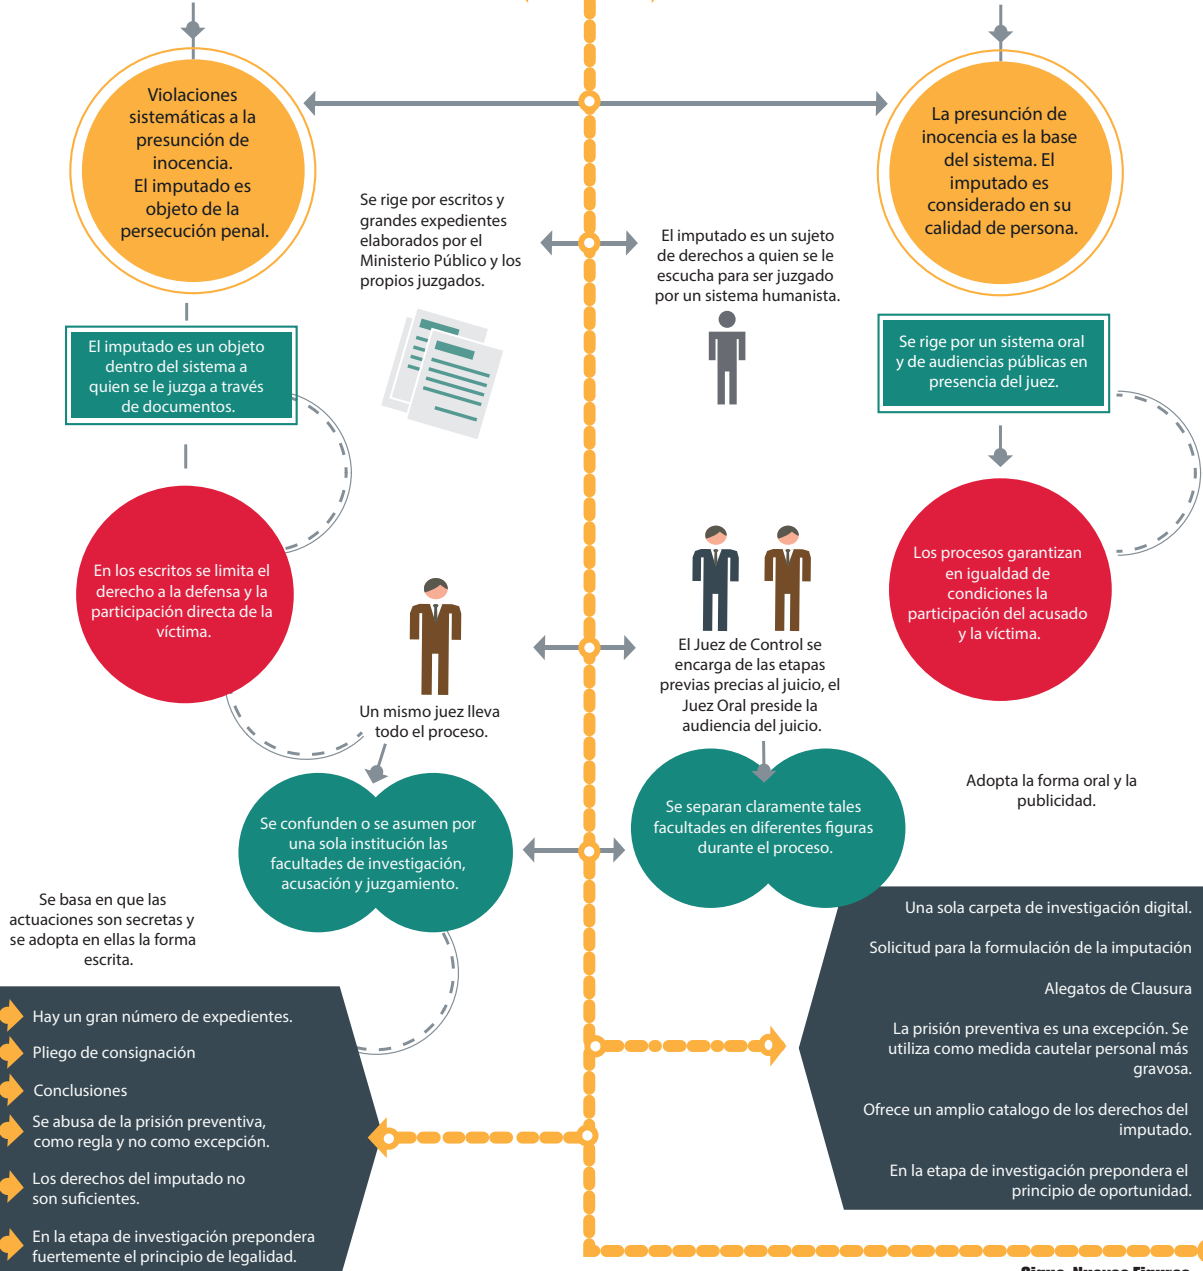 Violaciones
sistemáticas a la
presunción de
inocencia.
El imputado es
objeto de la
persecución penal.
La presunción de
inocencia es la base
del sistema. El
imputado es
considerado en su
calidad de persona.
Se rige por escritos y
grandes expedientes
elaborados por el
Ministerio Público y los
propios juzgados.
El imputado es un sujeto
de derechos a quien se le
escucha para ser juzgado
por un sistema humanista.
El imputado es un objeto
dentro del sistema a
quien se le juzga a través
de documentos.
Se rige por un sistema oral
y de audiencias públicas en
presencia del juez.
En los escritos se limita el
derecho a la defensa y la
participación directa de la
víctima.
Los procesos garantizan
en igualdad de
condiciones la
participación del acusado
y la víctima.
Un mismo juez lleva
todo el proceso.
El Juez de Control se
encarga de las etapas
previas precias al juicio, el
Juez Oral preside la
audiencia del juicio.
Se confunden o se asumen por
una sola institución las
facultades de investigación,
acusación y juzgamiento.
Se separan claramente tales
facultades en diferentes figuras
durante el proceso.
Adopta la forma oral y la
publicidad.
Se basa en que las
actuaciones son secretas y
se adopta en ellas la forma
escrita.
Hay un gran número de expedientes.
Pliego de consignación
Conclusiones
Se abusa de la prisión preventiva,
como regla y no como excepción.
Los derechos del imputado no
son suficientes.
En la etapa de investigación prepondera
fuertemente el principio de legalidad.
Una sola carpeta de investigación digital.
Solicitud para la formulación de la imputación
Alegatos de Clausura
La prisión preventiva es una excepción. Se
utiliza como medida cautelar personal más
gravosa.
Ofrece un amplio catalogo de los derechos del
imputado.
En la etapa de investigación prepondera el
principio de oportunidad.
Sigue. Nuevas Figuras